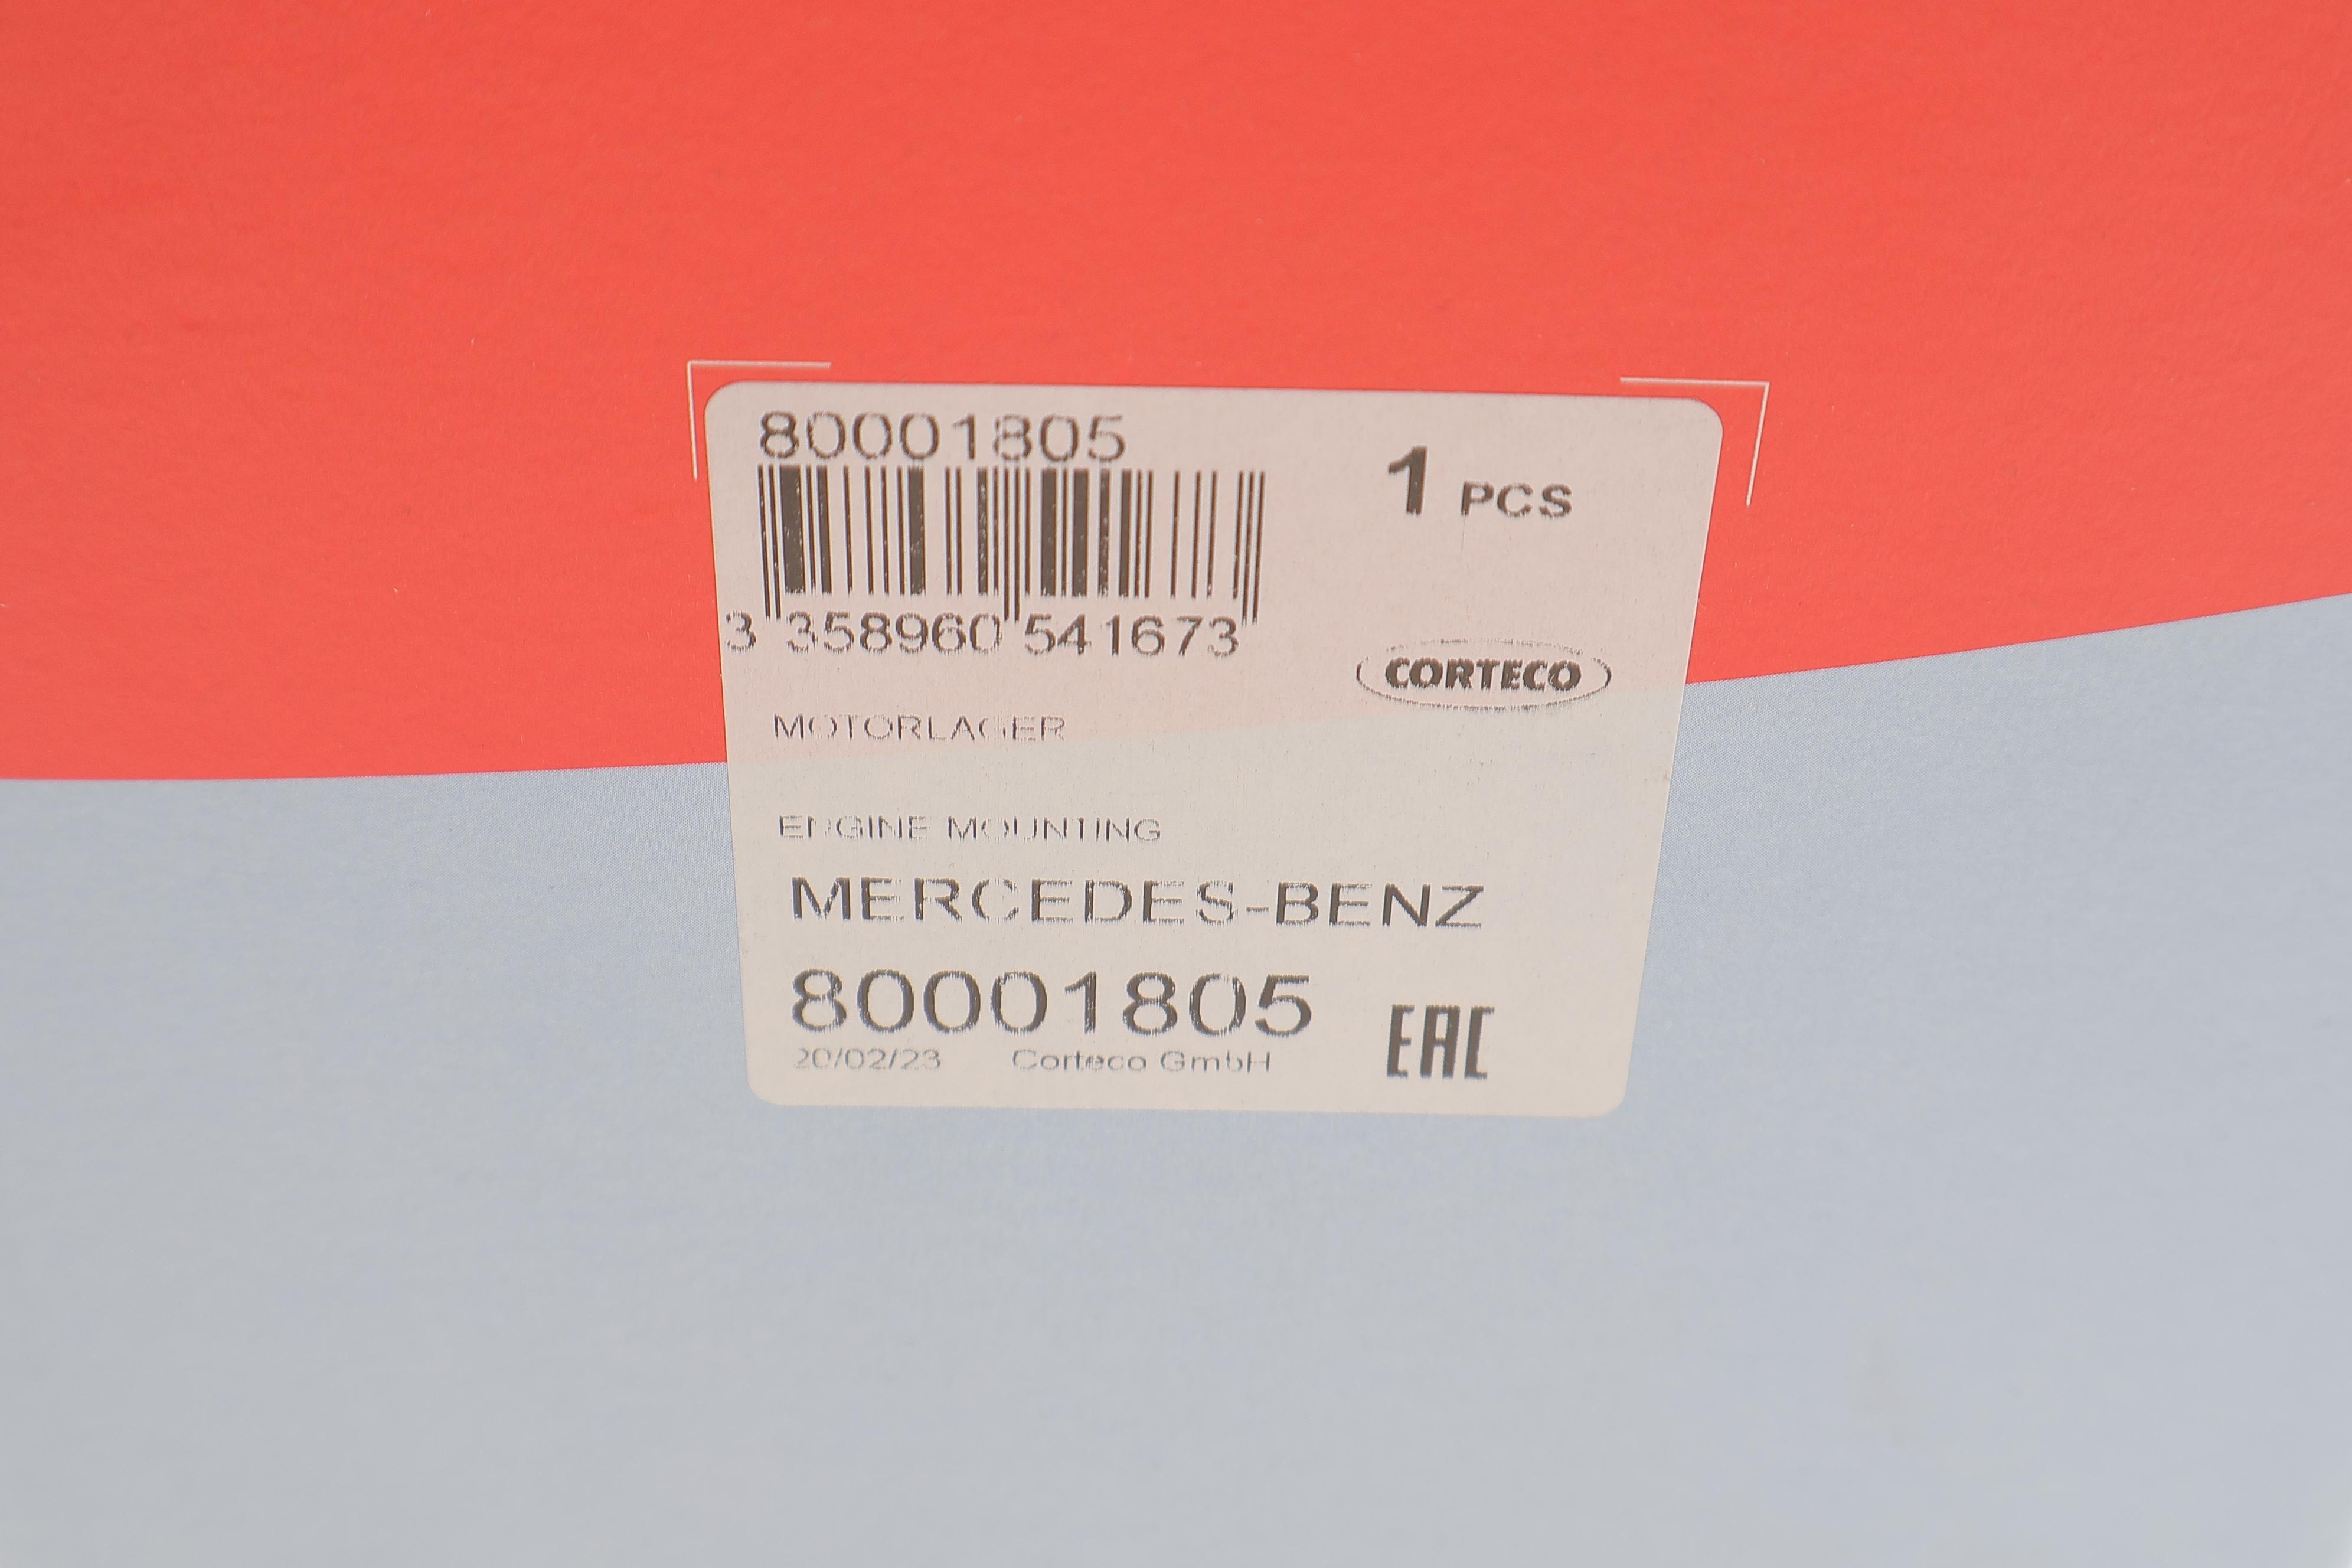 80001805
1 PCS
3 358960 541673
CORTECO
MOTORLAGER
ENGINE MOUNTING
MERCEDES-BENZ
80001805
EAC
20/02/23 Corteco GmbH